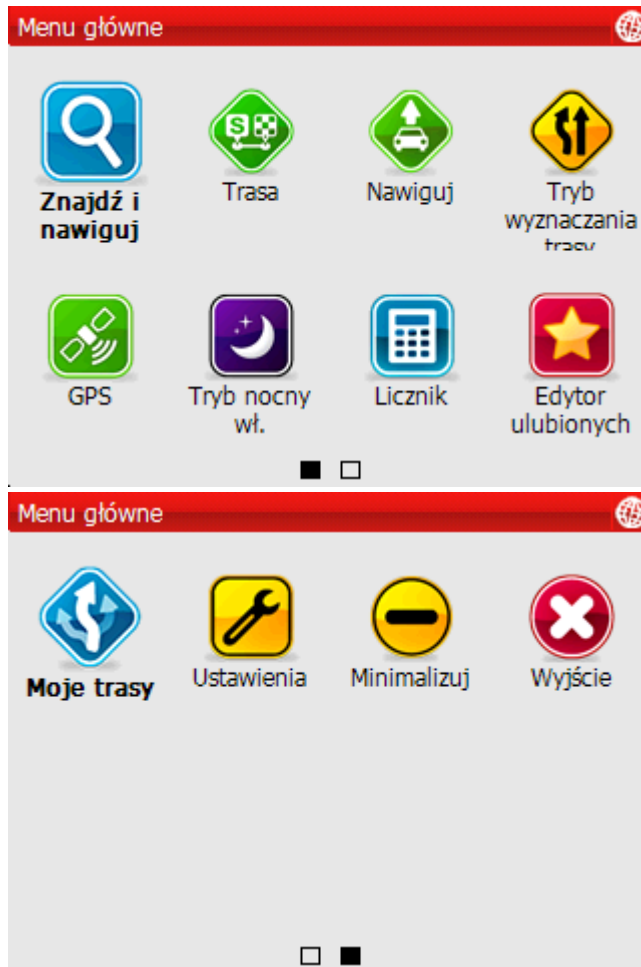 Menu główne
Znajdź i
nawiguj
Trasa
Nawiguj
Tryb
wyznaczania
trasy
GPS
Tryb nocny
wł.
Licznik
Edytor
ulubionych
Menu główne
Moje trasy
Ustawienia
Minimalizuj
Wyjście